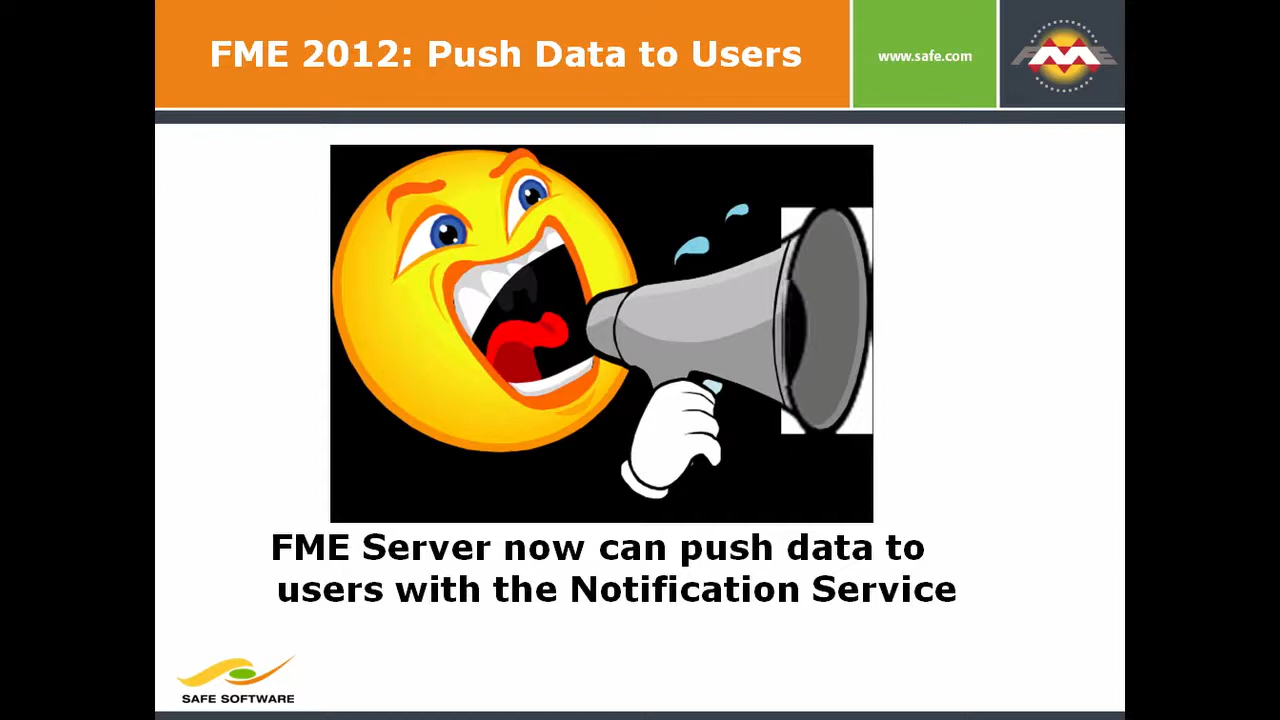 FME 2012: Push Data to Users
www.safe.com
FME
FME Server now can push data to
users with the Notification Service
SAFE SOFTWARE